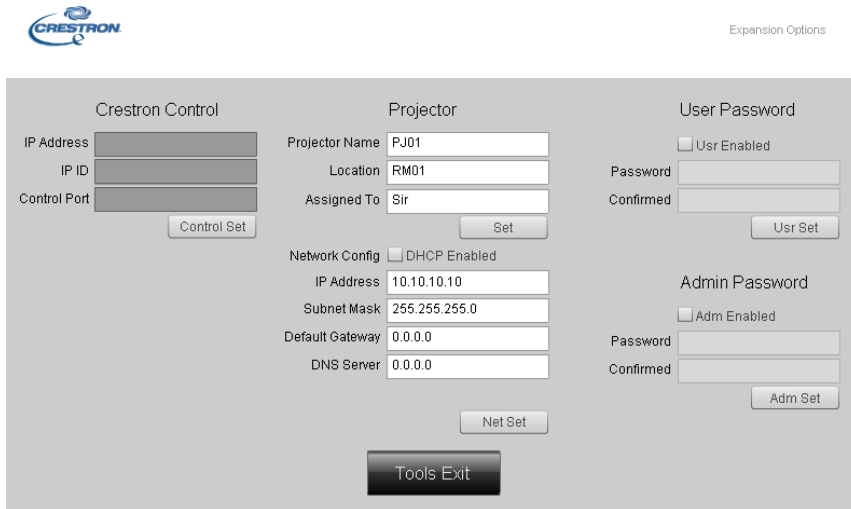 CRESTRON
Expansion Options
Crestron Control
IP Address
IP ID
Control Port
Control Set
Projector
Projector Name PJ01
Location RM01
Assigned To Sir
Set
Network Config DHCP Enabled
IP Address 10.10.10.10
Subnet Mask 255.255.255.0
Default Gateway 0.0.0.0
DNS Server 0.0.0.0
Net Set
Tools Exit
User Password
Usr Enabled
Password
Confirmed
Usr Set
Admin Password
Adm Enabled
Password
Confirmed
Adm Set